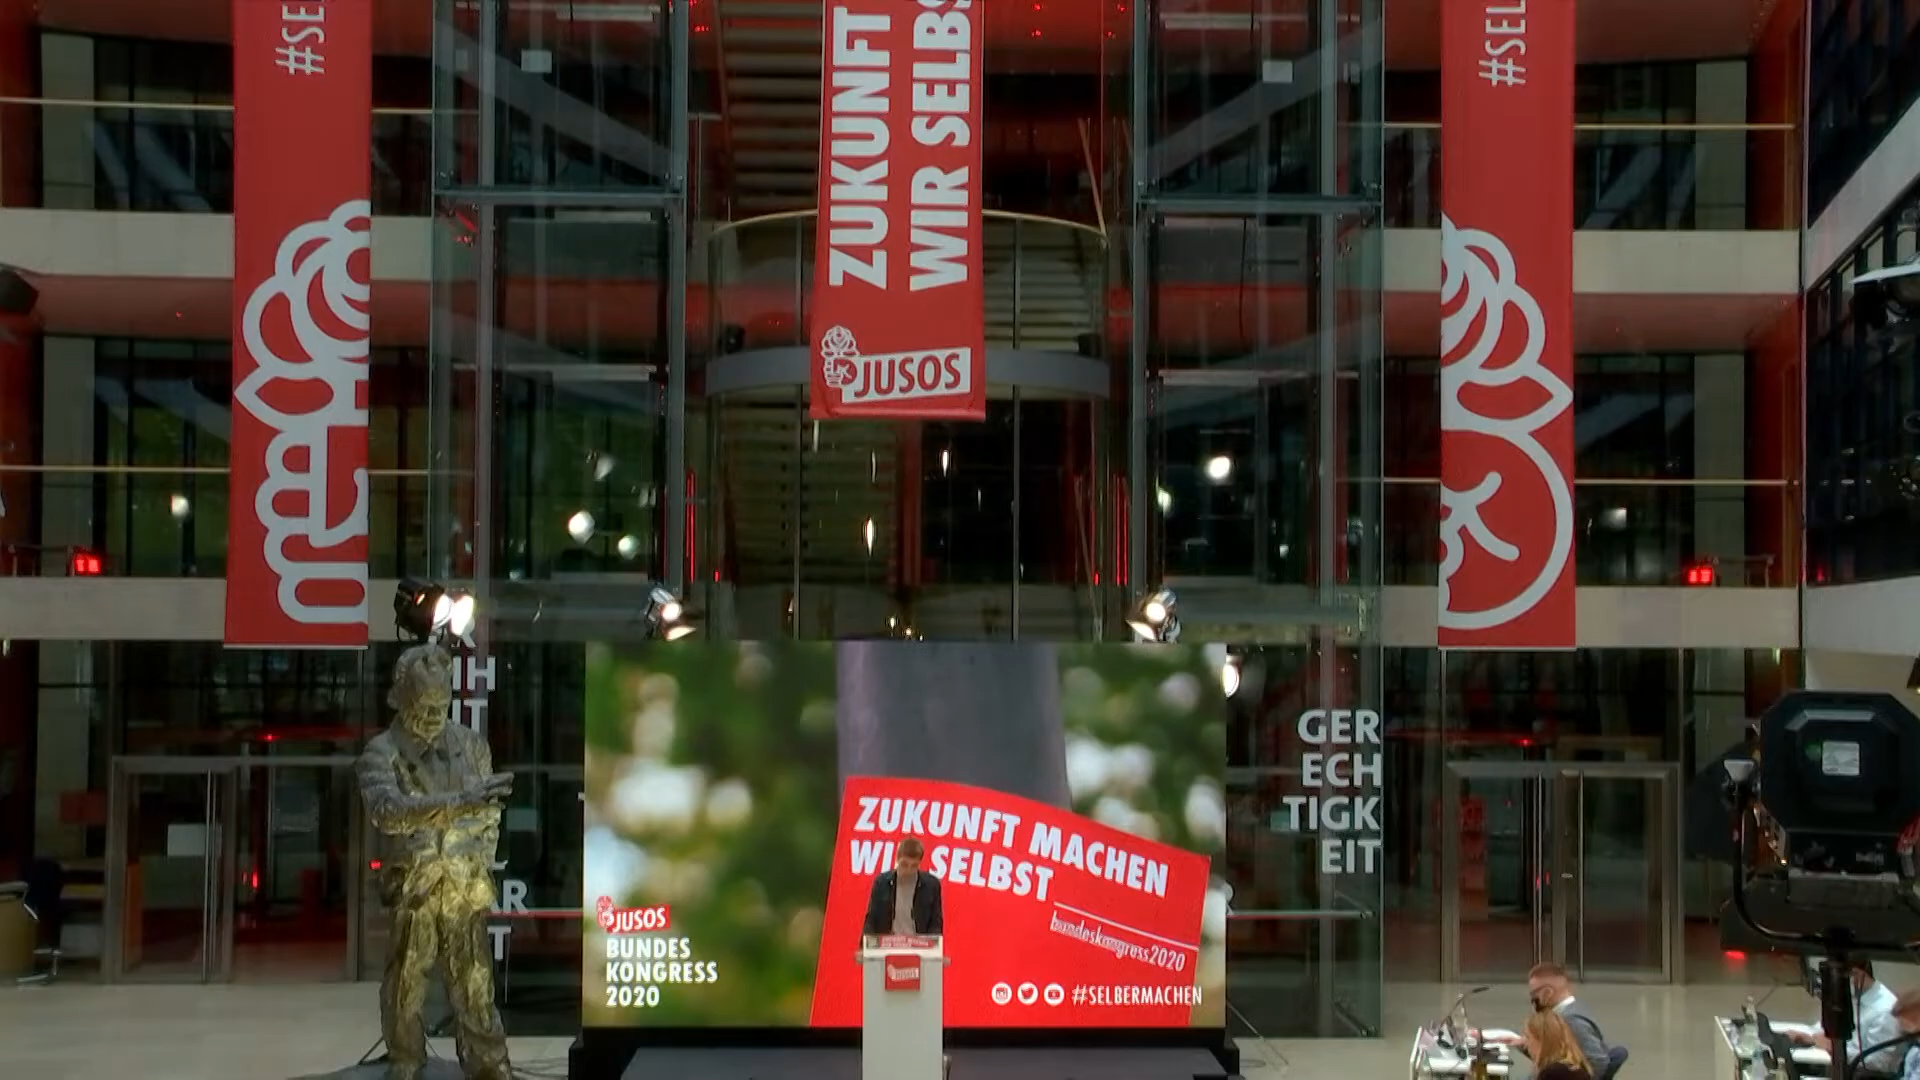 #SEL
ZUKUNFT
WIR SELBS
JUSOS
#SEL
GER
ECH
TIGK
EIT
ZUKUNFT MACHEN
WIR SELBST
bundeskongress2020
JUSOS
BUNDES
KONGRESS
2020
#SELBERMACHEN
JUSOS